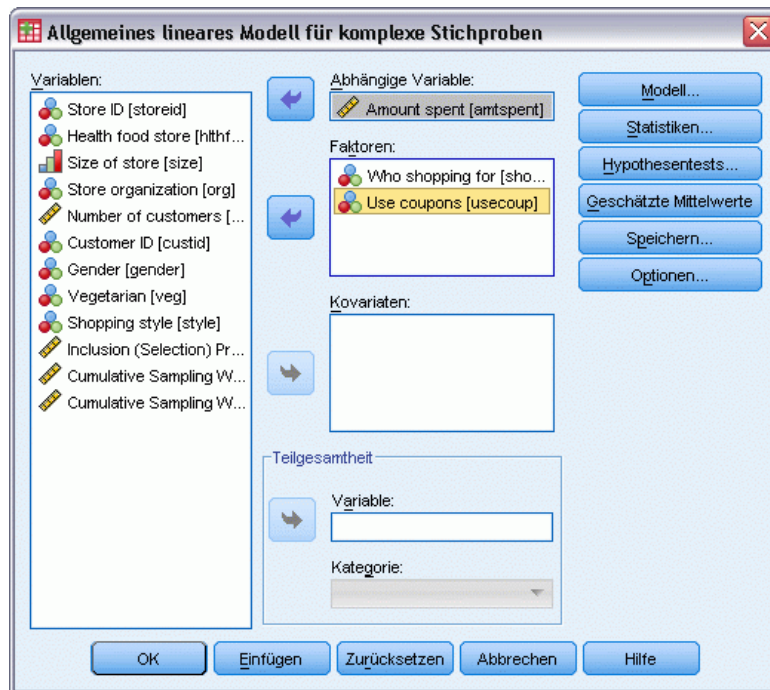 Allgemeines lineares Modell für komplexe Stichproben
Variablen:
Store ID [storeid]
Health food store [hlthf...
Size of store [size]
Store organization [org]
Number of customers [...
Customer ID [custid]
Gender [gender]
Vegetarian [veg]
Shopping style [style]
Inclusion (Selection) Pr...
Cumulative Sampling W...
Cumulative Sampling W...
Abhängige Variable:
Amount spent [amtspent]
Faktoren:
Who shopping for [sho...
Use coupons [usecoup]
Kovariaten:
Teilgesamtheit
Variable:
Kategorie:
Modell...
Statistiken...
Hypothesentests...
Geschätzte Mittelwerte
Speichern...
Optionen...
OK
Einfügen
Zurücksetzen
Abbrechen
Hilfe